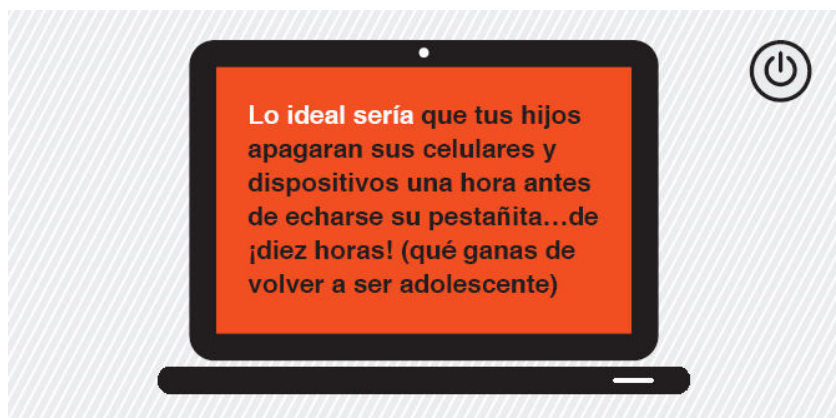 Lo ideal sería que tus hijos
apagaran sus celulares y
dispositivos una hora antes
de echarse su pestañita...de
¡diez horas! (qué ganas de
volver a ser adolescente)